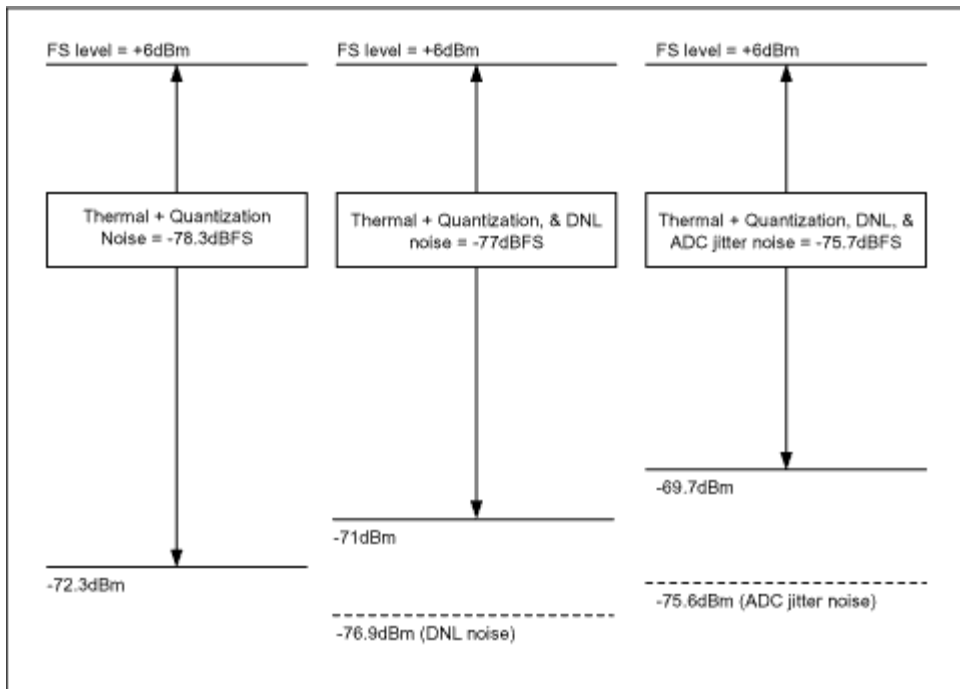 FS level = +6dBm
FS level = +6dBm
FS level = +6dBm
Thermal + Quantization
Noise = -78.3dBFS
Thermal + Quantization, & DNL
noise = -77dBFS
Thermal + Quantization, DNL, &
ADC jitter noise = -75.7dBFS
-69.7dBm
-71dBm
-72.3dBm
-75.6dBm (ADC jitter noise)
-76.9dBm (DNL noise)